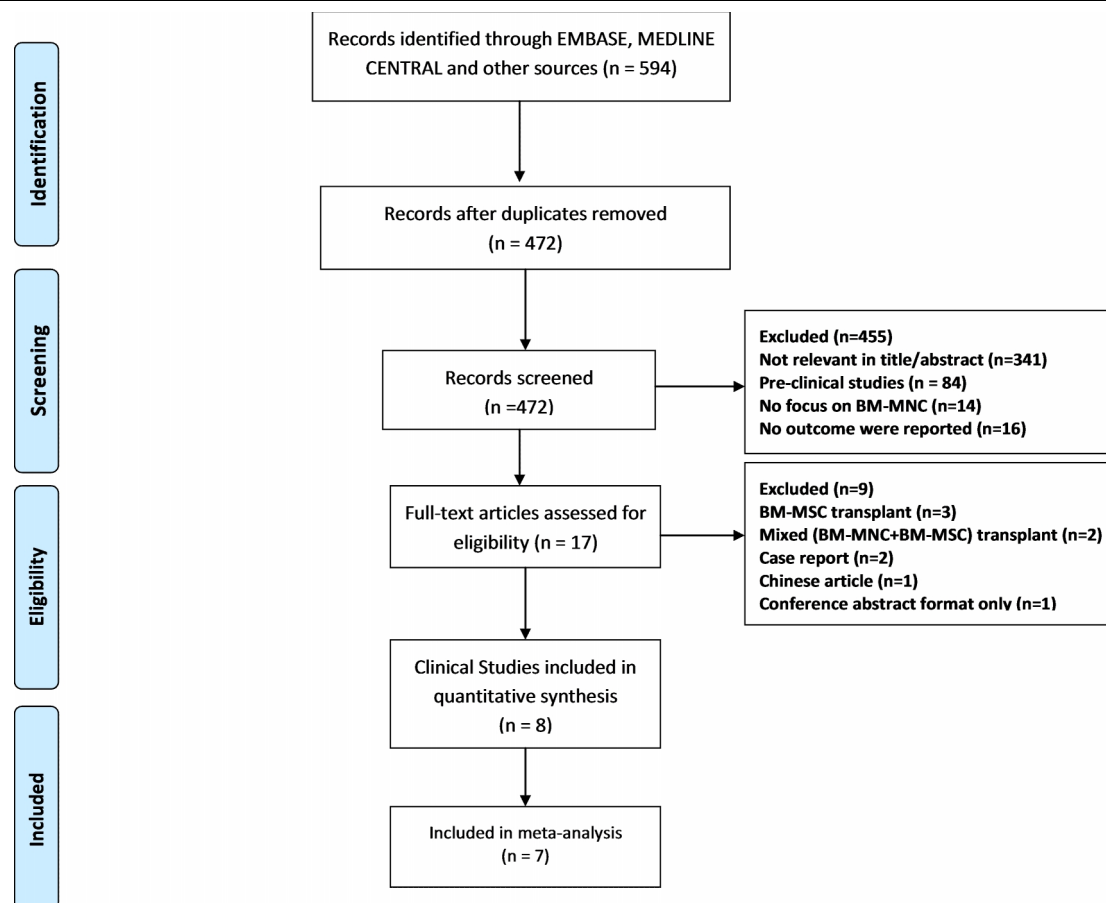 Records identified through EMBASE, MEDLINE
CENTRAL and other sources (n = 594)
Identification
Records after duplicates removed
(n = 472)
Screening
Records screened
(n =472)
Excluded (n=455)
Not relevant in title/abstract (n=341)
Pre-clinical studies (n = 84)
No focus on BM-MNC (n=14)
No outcome were reported (n=16)
Eligibility
Full-text articles assessed for
eligibility (n = 17)
Excluded (n=9)
BM-MSC transplant (n=3)
Mixed (BM-MNC+BM-MSC) transplant (n=2)
Case report (n=2)
Chinese article (n=1)
Conference abstract format only (n=1)
Clinical Studies included in
quantitative synthesis
(n = 8)
Included
Included in meta-analysis
(n = 7)